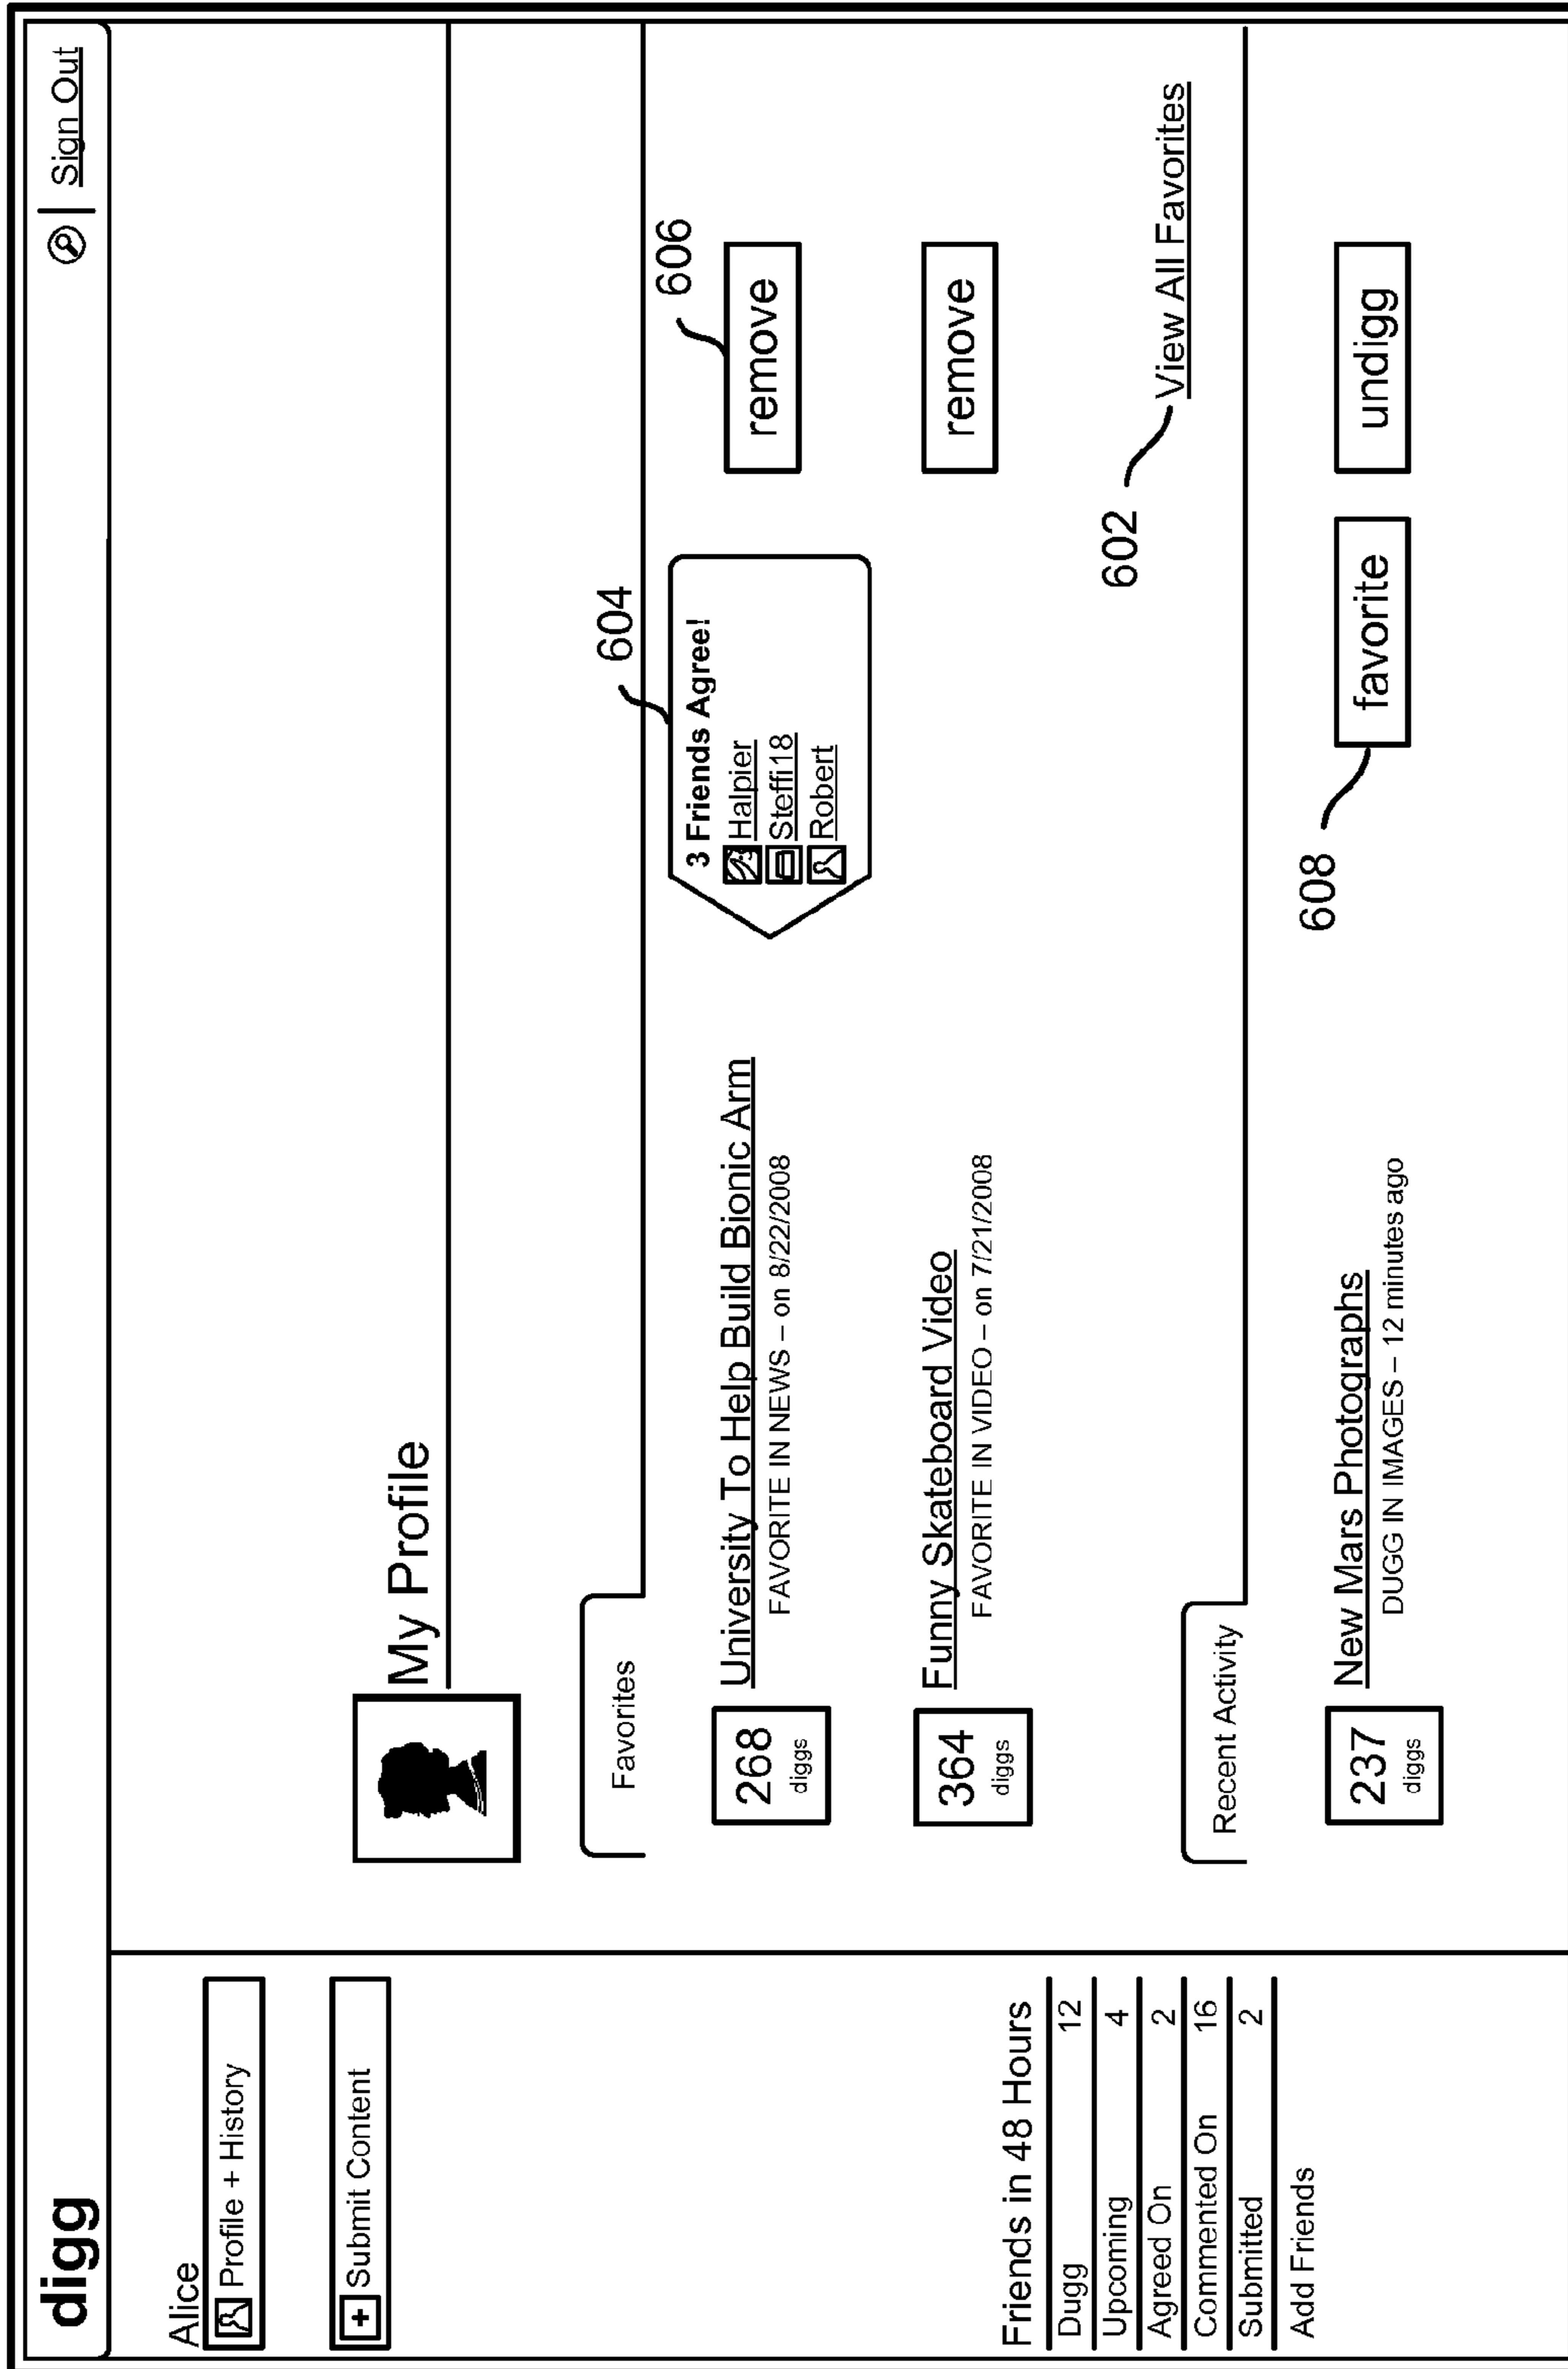 digg
Sign Out
Alice
Profile + History
Submit Content
Friends in 48 Hours
Dugg 12
Upcoming 4
Agreed On 2
Commented On 16
Submitted 2
Add Friends
My Profile
Favorites
604
606
268 diggs
University To Help Build Bionic Arm
FAVORITE IN NEWS – on 8/22/2008
3 Friends Agree!
Halpier
Steffi18
Robert
remove
364 diggs
Funny Skateboard Video
FAVORITE IN VIDEO – on 7/21/2008
remove
602
View All Favorites
Recent Activity
608
237 diggs
New Mars Photographs
DUGG IN IMAGES – 12 minutes ago
favorite
undigg